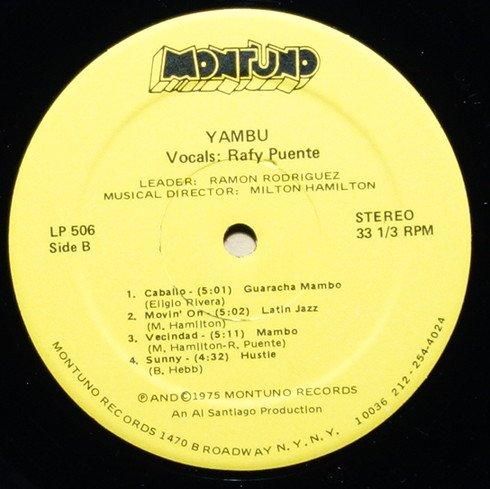 MONTUNO
YAMBU
Vocals: Rafy Puente
LEADER: RAMON RODRIGUEZ
MUSICAL DIRECTOR: MILTON HAMILTON
LP 506
Side B
STEREO
33 1/3 RPM
1. Caballo - (5:01) Guaracha Mambo
(Eligio Rivera)
2. Movin' On - (5:02) Latin Jazz
(M. Hamilton)
3. Vecindad - (5:11) Mambo
(M. Hamilton-R. Puente)
4. Sunny - (4:32) Hustle
(B. Hebb)
Ⓟ AND © 1975 MONTUNO RECORDS
An Al Santiago Production
MONTUNO RECORDS 1470 BROADWAY N.Y. N.Y. 10036 212-254-4024